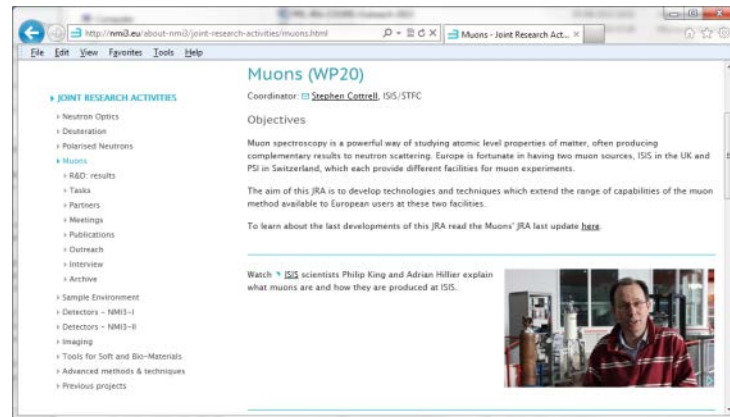 http://nmi3.eu/about-nmi3/joint-research-activities/muons.html
Muons - Joint Research Act...
File Edit View Favorites Tools Help
JOINT RESEARCH ACTIVITIES
Neutron Optics
Deuteration
Polarised Neutrons
Muons
R&D: results
Tasks
Partners
Meetings
Publications
Outreach
Interview
Archive
Sample Environment
Detectors - NMI3-I
Detectors - NMI3-II
Imaging
Tools for Soft and Bio-Materials
Advanced methods & techniques
Previous projects
Muons (WP20)
Coordinator: Stephen Cottrell, ISIS/STFC
Objectives
Muon spectroscopy is a powerful way of studying atomic level properties of matter, often producing
complementary results to neutron scattering. Europe is fortunate in having two muon sources, ISIS in the UK and
PSI in Switzerland, which each provide different facilities for muon experiments.
The aim of this JRA is to develop technologies and techniques which extend the range of capabilities of the muon
method available to European users at these two facilities.
To learn about the last developments of this JRA read the Muons' JRA last update here.
Watch ISIS scientists Philip King and Adrian Hillier explain
what muons are and how they are produced at ISIS.